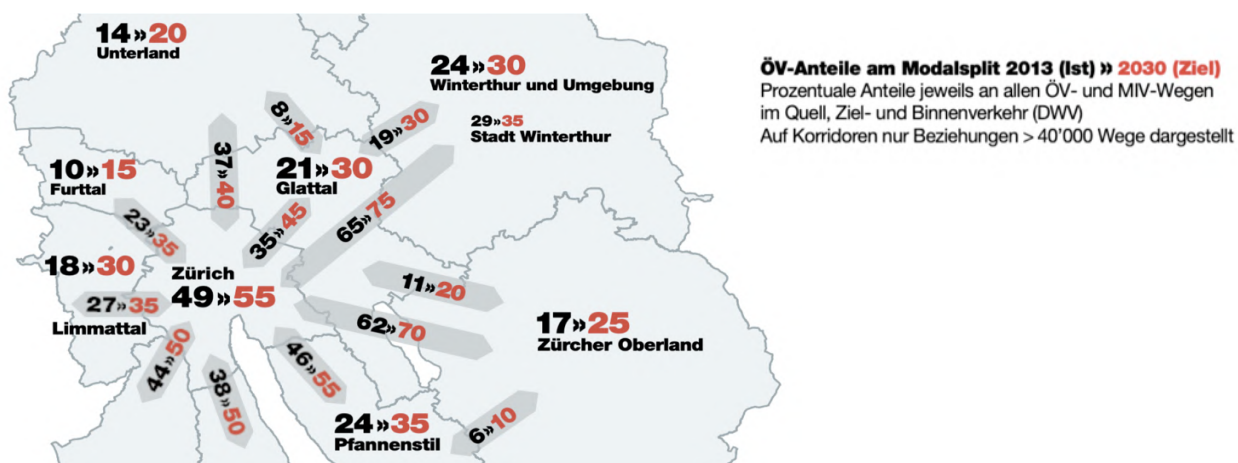 14»20
Unterland
24»30
Winterthur und Umgebung
29»35
Stadt Winterthur
8»15
19»30
37»40
10»15
Furttal
21»30
Glattal
23»35
35»45
65»75
18»30
27»35
Limmattal
Zürich
49»55
11»20
62»70
17»25
Zürcher Oberland
44»50
38»50
46»55
24»35
Pfannenstil
6»10
ÖV-Anteile am Modalsplit 2013 (Ist) » 2030 (Ziel)
Prozentuale Anteile jeweils an allen ÖV- und MIV-Wegen
im Quell, Ziel- und Binnenverkehr (DWV)
Auf Korridoren nur Beziehungen > 40'000 Wege dargestellt